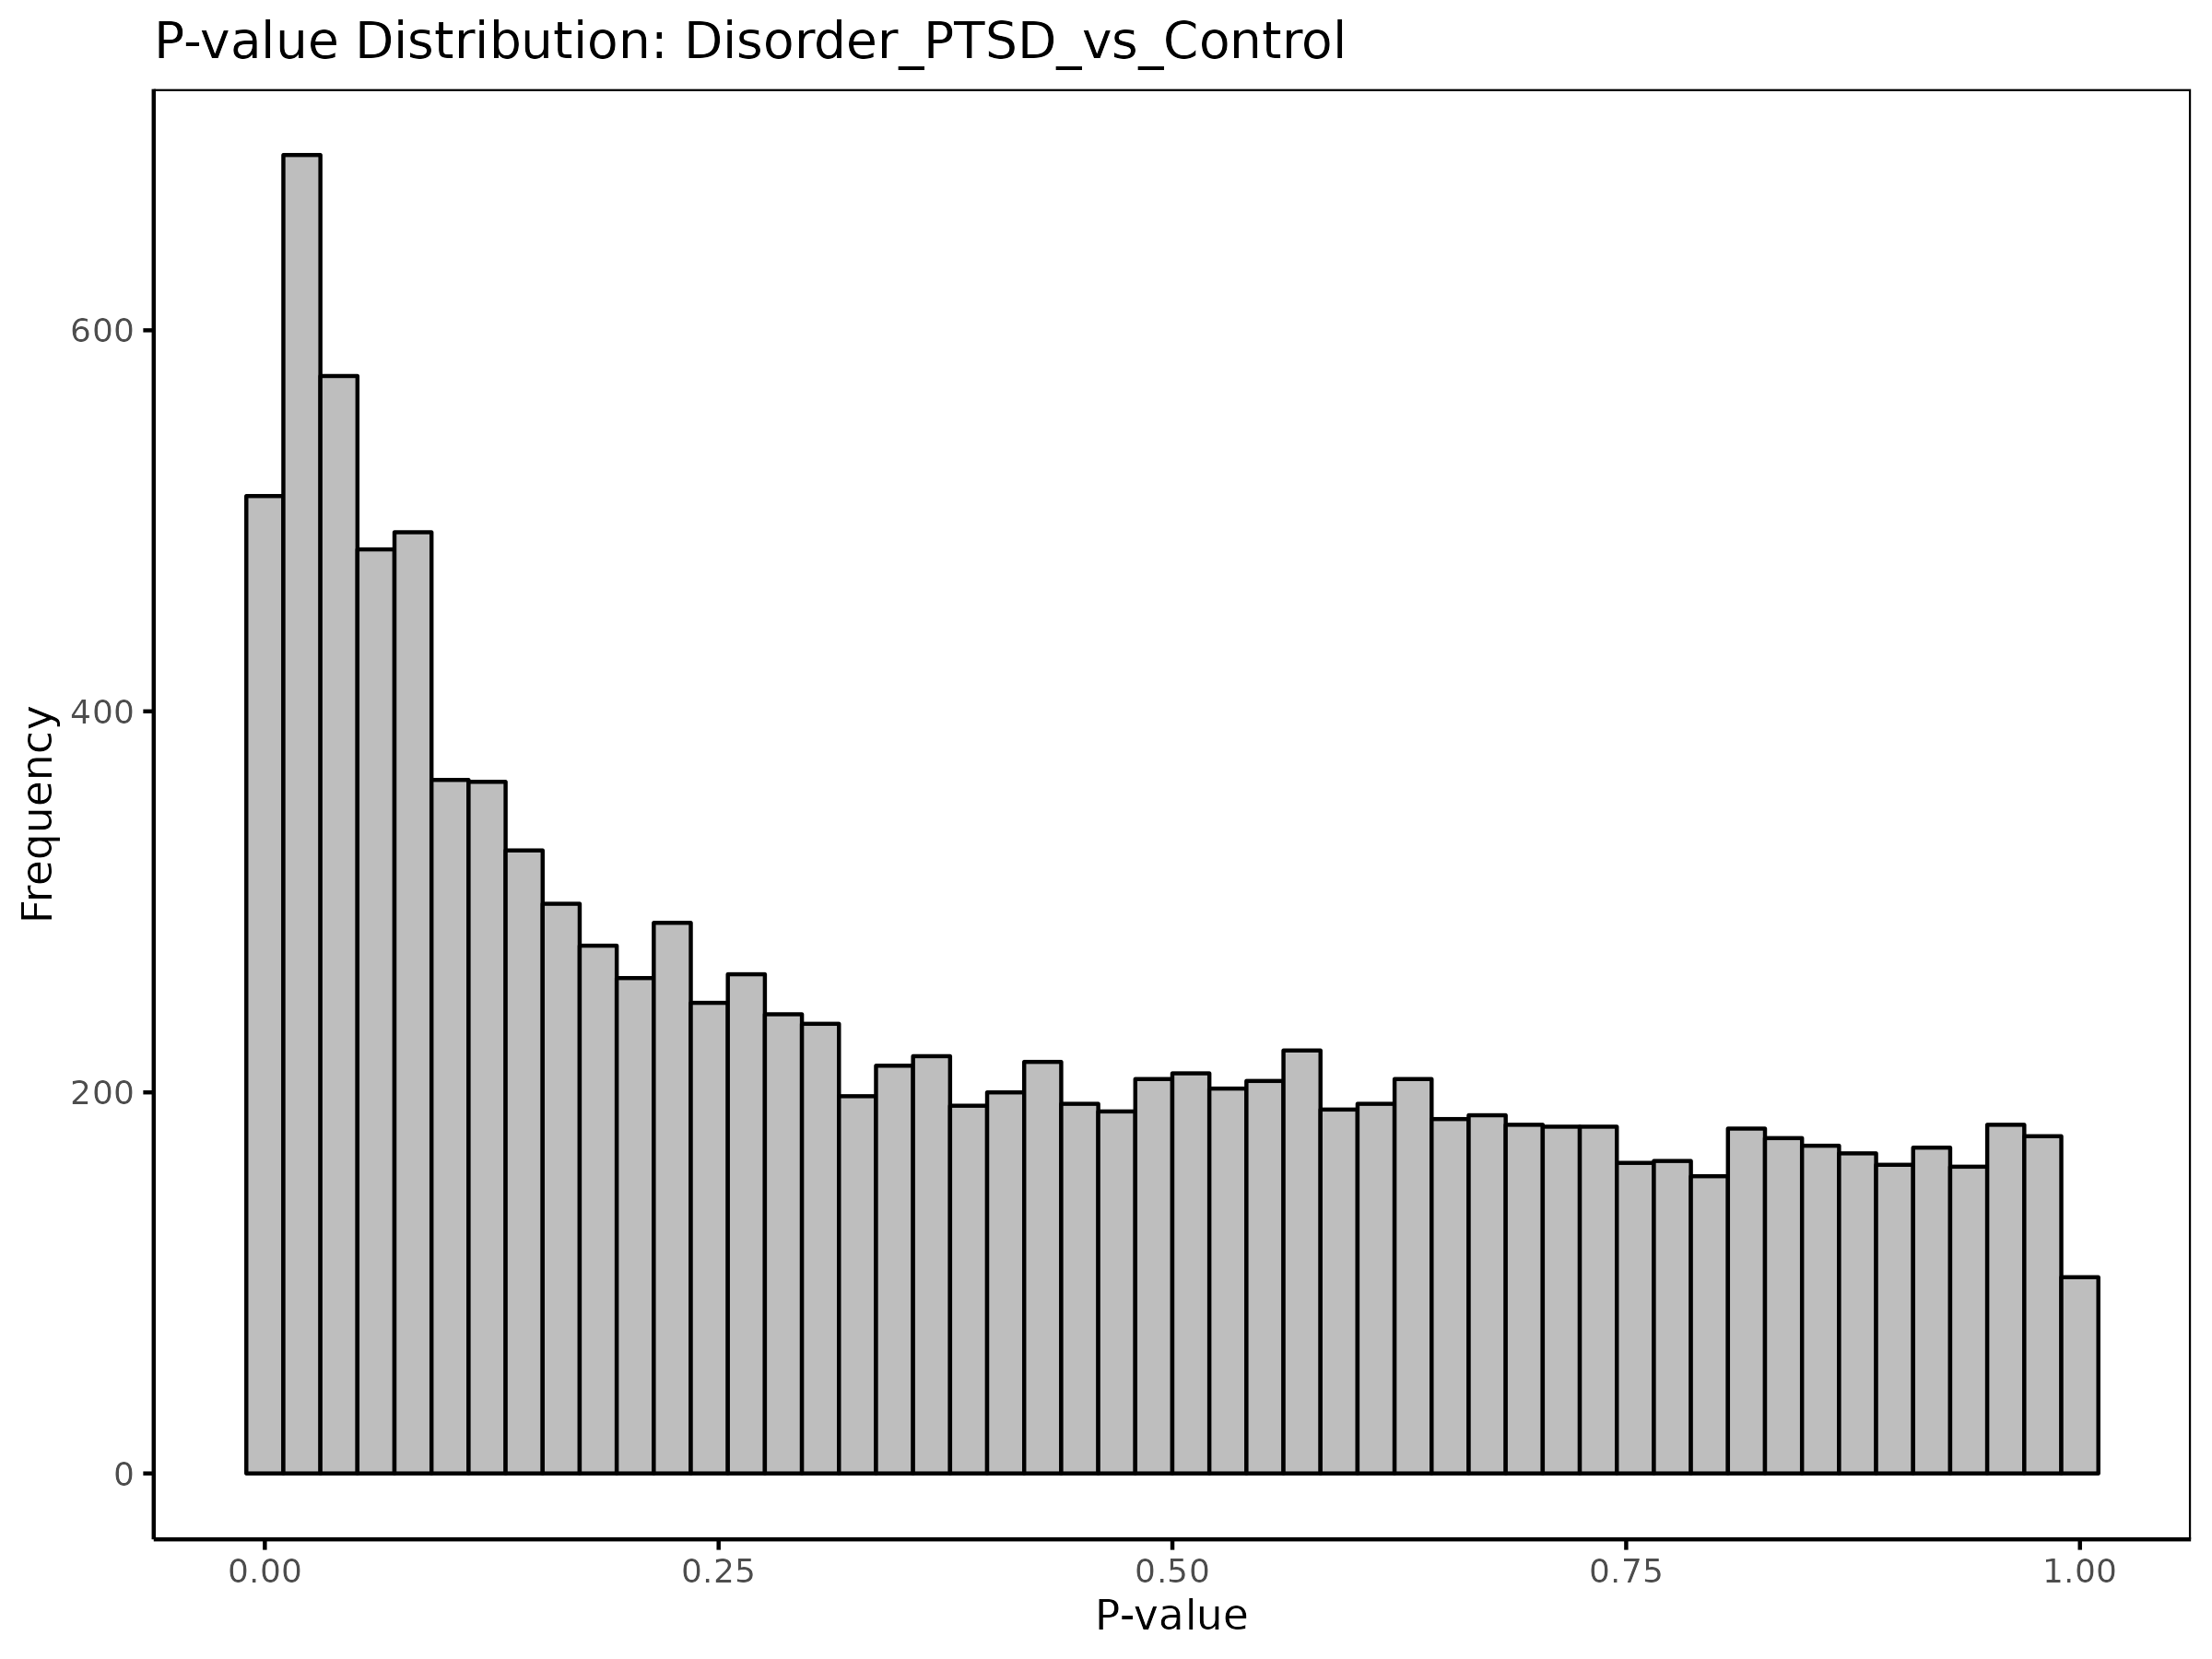 P-value Distribution: Disorder_PTSD_vs_Control
Frequency
600
400
200
0
0.00 0.25 0.50 0.75 1.00
P-value